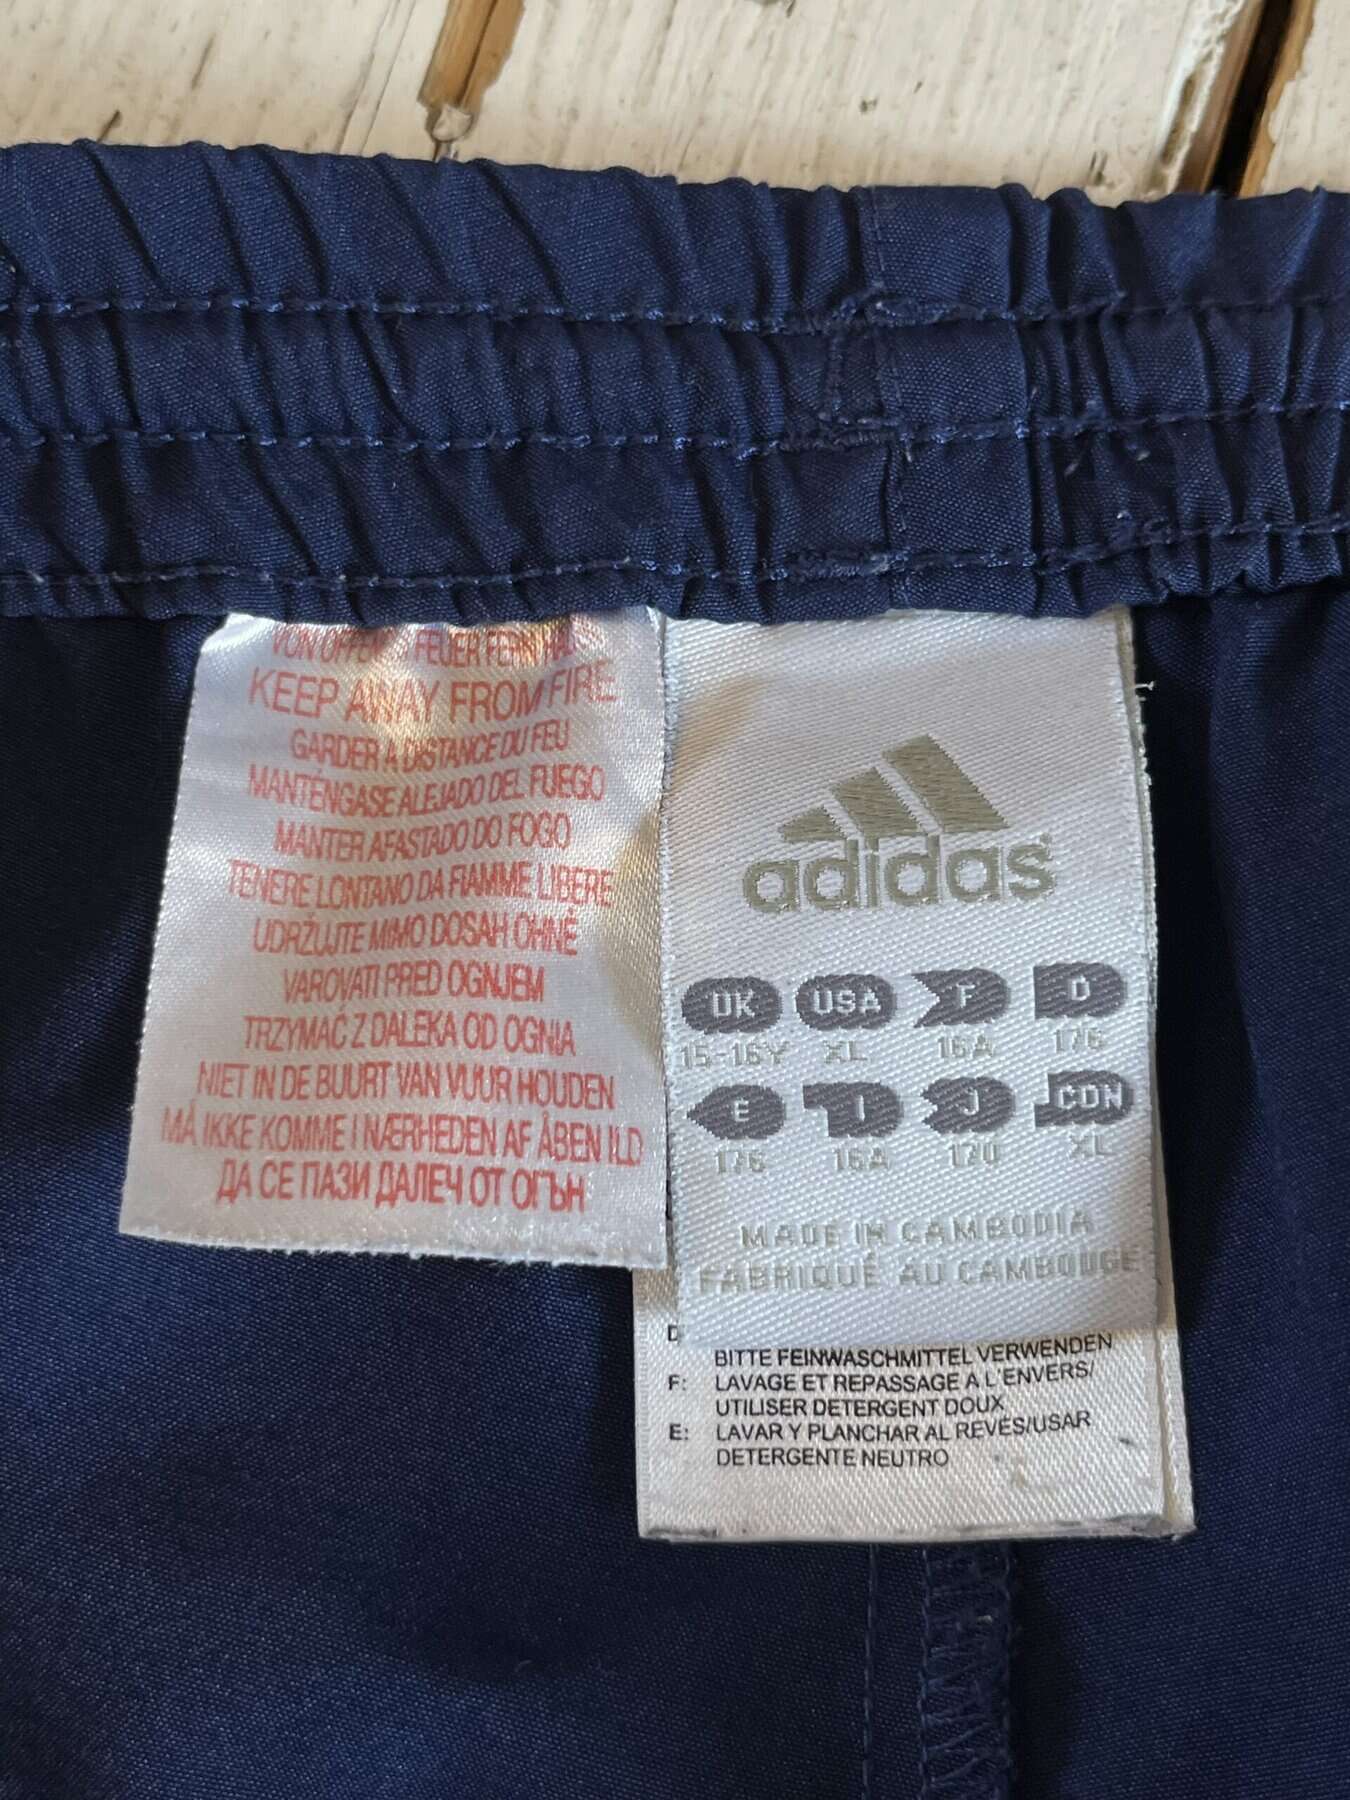 VON OFFENEM FEUER FERNHALTEN
KEEP AWAY FROM FIRE
GARDER A DISTANCE DU FEU
MANTÉNGASE ALEJADO DEL FUEGO
MANTER AFASTADO DO FOGO
TENERE LONTANO DA FIAMME LIBERE
UDRŽUJTE MIMO DOSAH OHNĚ
VAROVATI PRED OGNJEM
TRZYMAĆ Z DALEKA OD OGNIA
NIET IN DE BUURT VAN VUUR HOUDEN
MÅ IKKE KOMME I NÆRHEDEN AF ÅBEN ILD
ДА СЕ ПАЗИ ДАЛЕЧ ОТ ОГЪН
adidas®
UK USA F D
15-16Y XL 16A 176
E I J CDN
176 16A 170 XL
MADE IN CAMBODIA
FABRIQUÉ AU CAMBODGE
D
BITTE FEINWASCHMITTEL VERWENDEN
F: LAVAGE ET REPASSAGE A L'ENVERS/
UTILISER DETERGENT DOUX
E: LAVAR Y PLANCHAR AL REVÉS/USAR
DETERGENTE NEUTRO